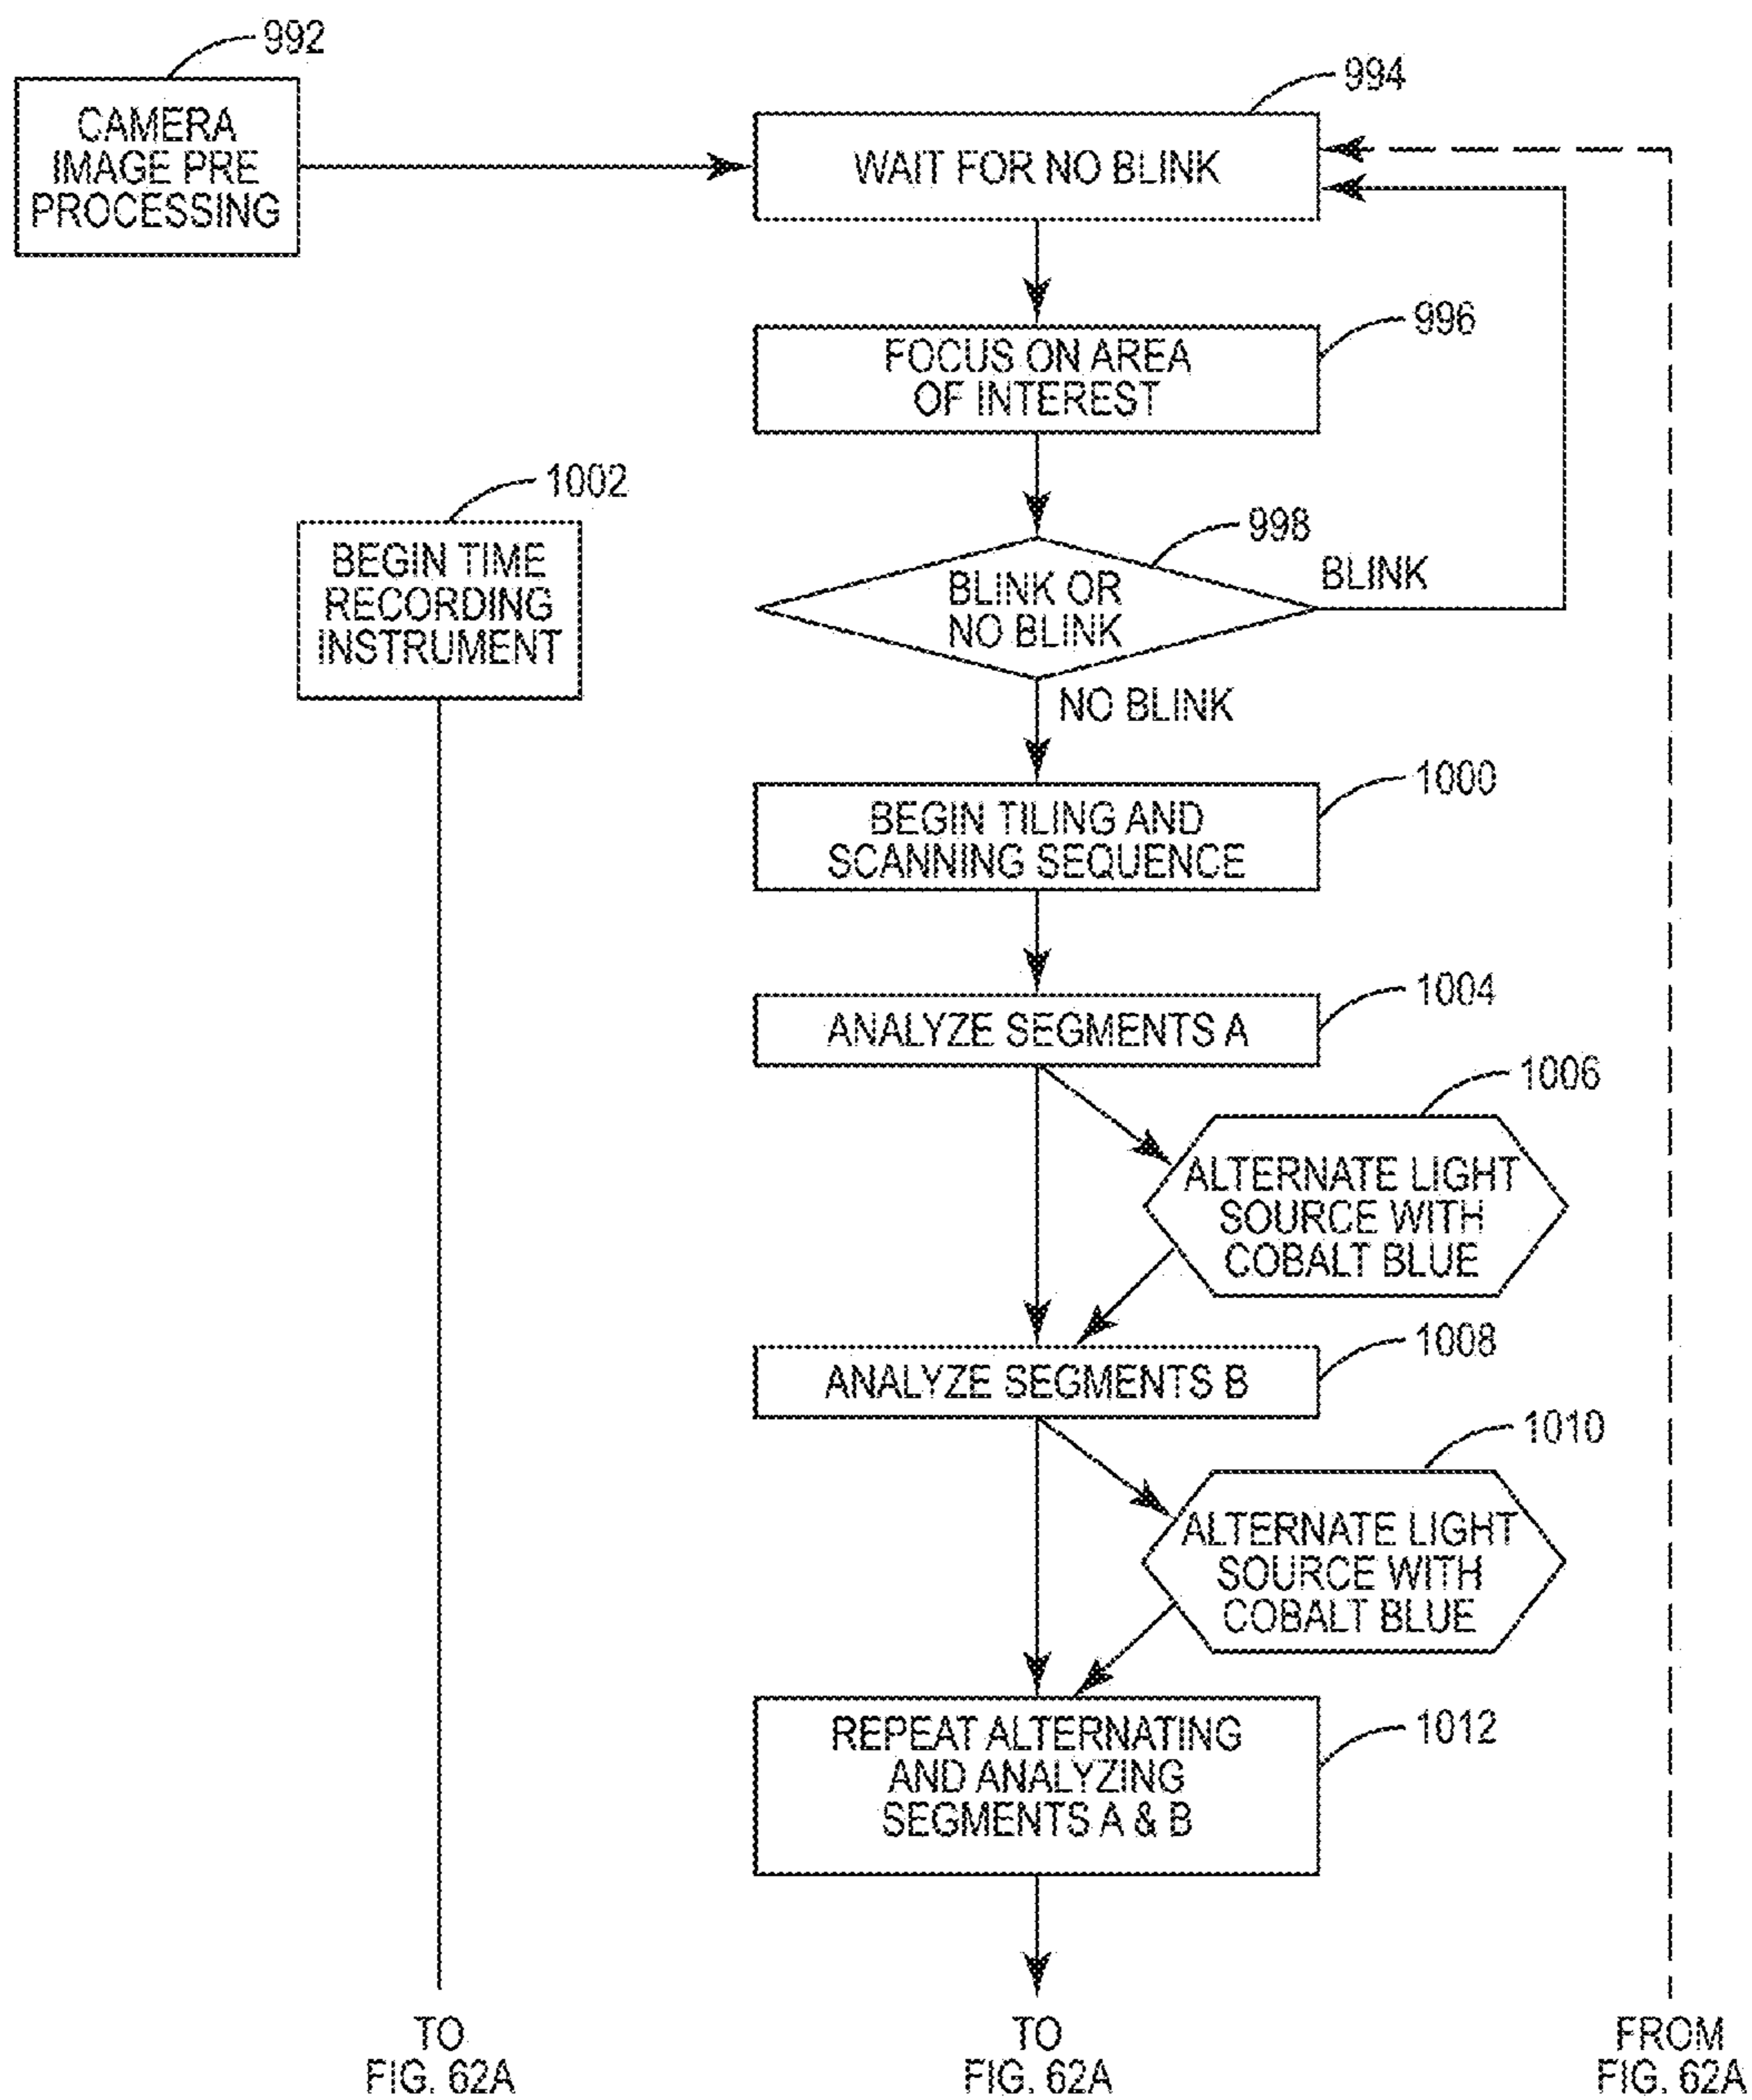 992
CAMERA
IMAGE PRE
PROCESSING
994
WAIT FOR NO BLINK
996
FOCUS ON AREA
OF INTEREST
1002
BEGIN TIME
RECORDING
INSTRUMENT
998
BLINK OR
NO BLINK
BLINK
NO BLINK
1000
BEGIN TILING AND
SCANNING SEQUENCE
1004
ANALYZE SEGMENTS A
1006
ALTERNATE LIGHT
SOURCE WITH
COBALT BLUE
1008
ANALYZE SEGMENTS B
1010
ALTERNATE LIGHT
SOURCE WITH
COBALT BLUE
1012
REPEAT ALTERNATING
AND ANALYZING
SEGMENTS A & B
TO
FIG. 62A
TO
FIG. 62A
FROM
FIG. 62A